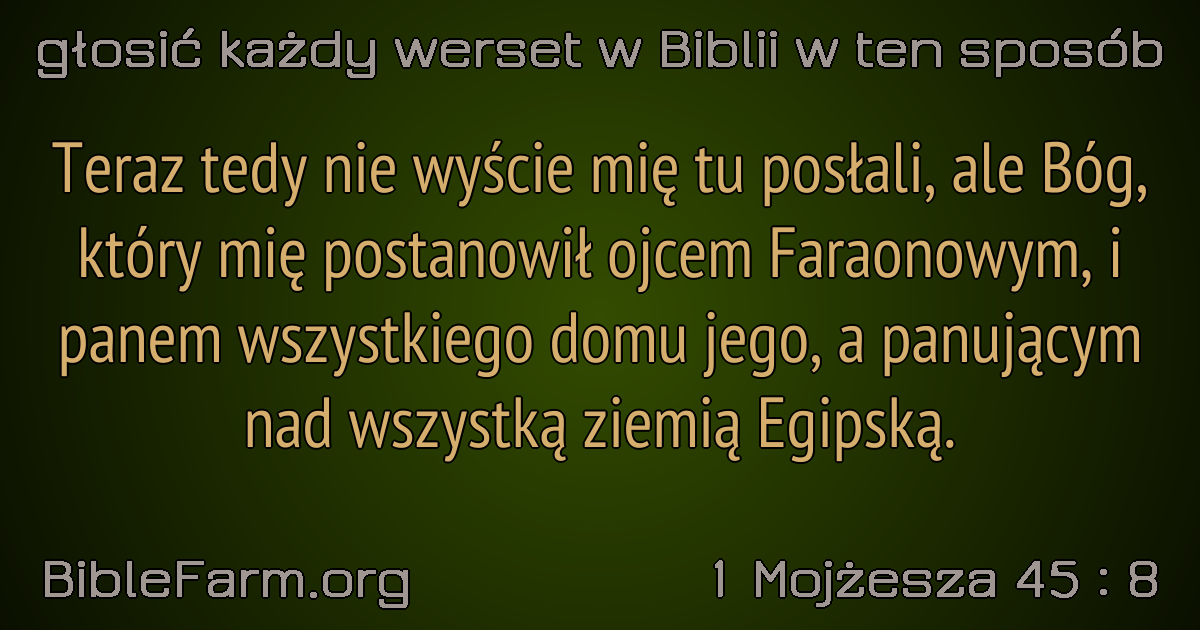 głosić każdy werset w Biblii w ten sposób
Teraz tedy nie wyście mię tu posłali, ale Bóg,
który mię postanowił ojcem Faraonowym, i
panem wszystkiego domu jego, a panującym
nad wszystką ziemią Egipską.
BibleFarm.org
1 Mojżesza 45 : 8